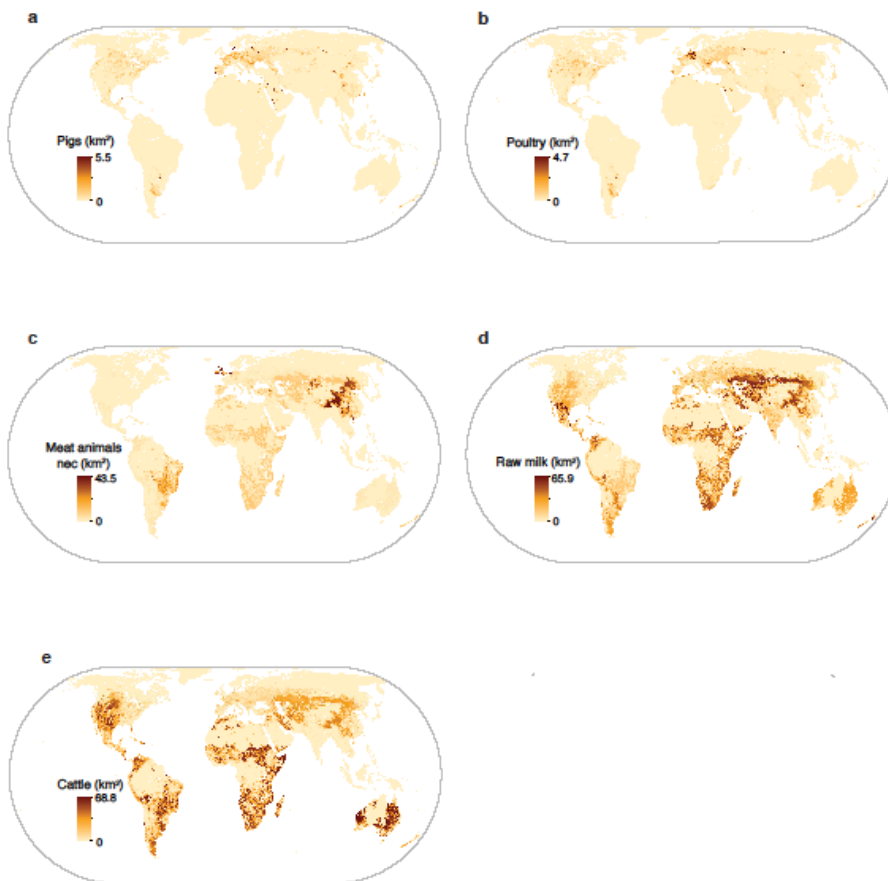 a
Pigs (km²)
5.5
0
b
Poultry (km²)
4.7
0
c
Meat animals
nec (km²)
43.5
0
d
Raw milk (km²)
65.9
0
e
Cattle (km²)
68.8
0